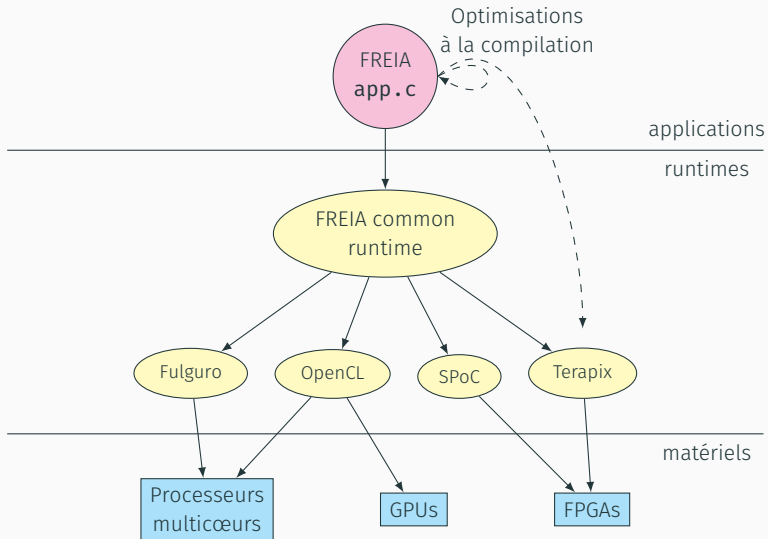 Optimisations
à la compilation
FREIA
app.c
applications
runtimes
FREIA common
runtime
Fulguro
OpenCL
SPoC
Terapix
matériels
Processeurs
multicœurs
GPUs
FPGAs